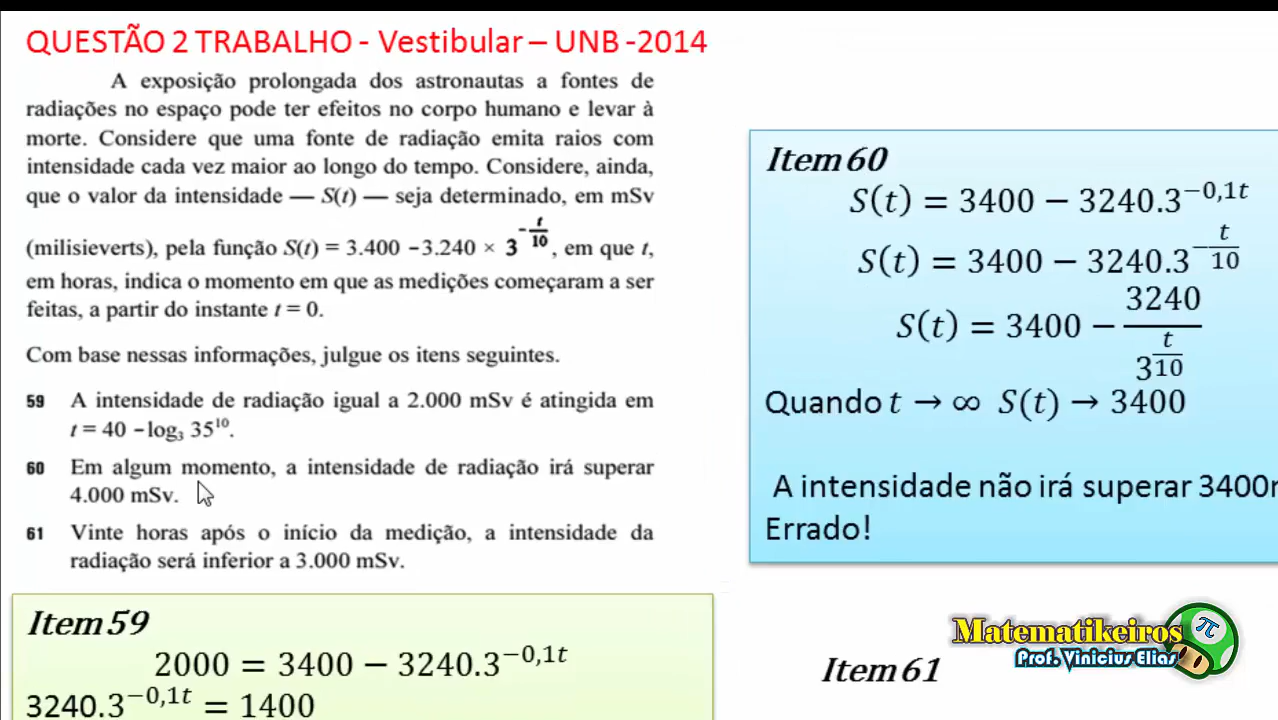 QUESTÃO 2 TRABALHO - Vestibular – UNB -2014
A exposição prolongada dos astronautas a fontes de
radiações no espaço pode ter efeitos no corpo humano e levar à
morte. Considere que uma fonte de radiação emita raios com
intensidade cada vez maior ao longo do tempo. Considere, ainda,
que o valor da intensidade — S(t) — seja determinado, em mSv
(milisieverts), pela função S(t) = 3.400 –3.240 × 3^{-\frac{t}{10}}, em que t,
em horas, indica o momento em que as medições começaram a ser
feitas, a partir do instante t = 0.
Com base nessas informações, julgue os itens seguintes.
59 A intensidade de radiação igual a 2.000 mSv é atingida em
t = 40 – log₃ 35¹⁰.
60 Em algum momento, a intensidade de radiação irá superar
4.000 mSv.
61 Vinte horas após o início da medição, a intensidade da
radiação será inferior a 3.000 mSv.
Item 59
2000 = 3400 − 3240.3^{−0,1t}
3240.3^{−0,1t} = 1400
Item 60
S(t) = 3400 − 3240.3^{−0,1t}
S(t) = 3400 − 3240.3^{-\frac{t}{10}}
S(t) = 3400 − \frac{3240}{3^{\frac{t}{10}}}
Quando t → ∞ S(t) → 3400
A intensidade não irá superar 3400
Errado!
Item 61
Matematikeiros
π
Prof. Vinicius Elias